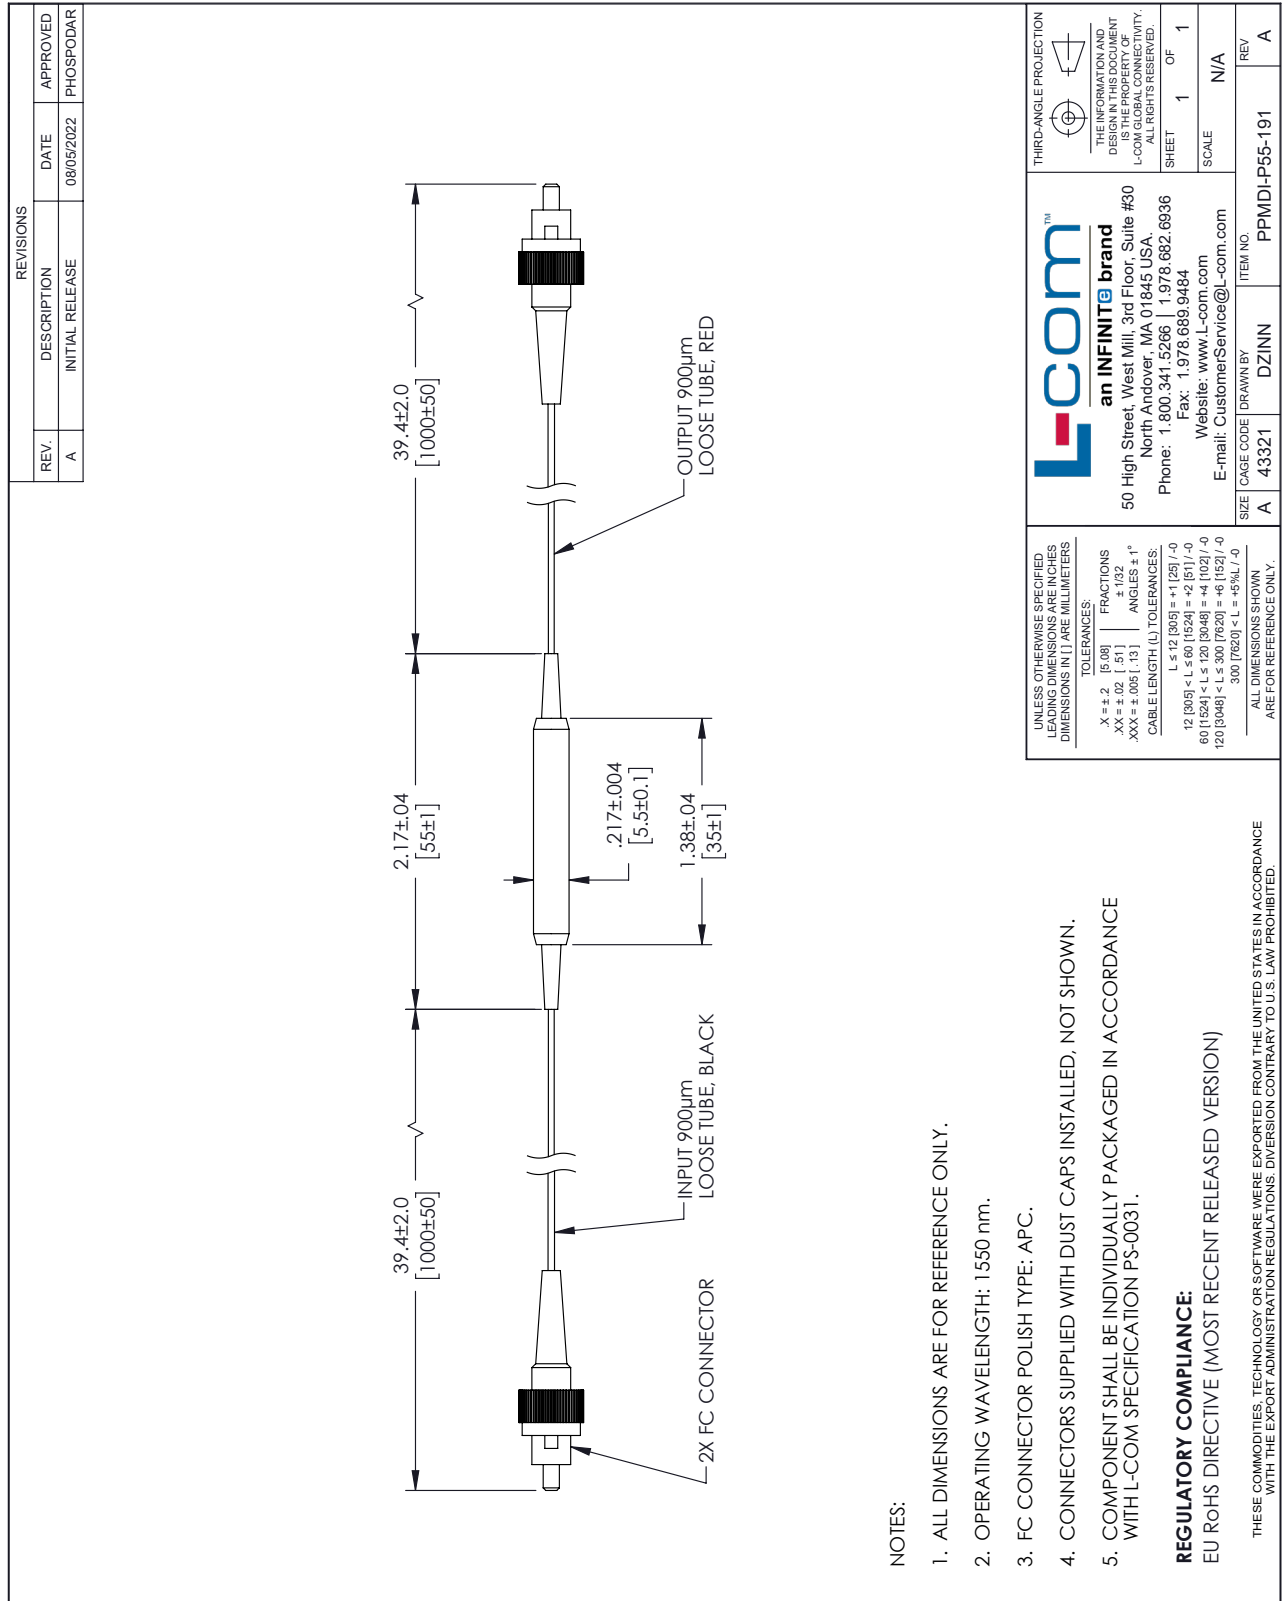 REVISIONS
REV. DESCRIPTION DATE APPROVED
A INITIAL RELEASE 08/05/2022 PHOSPODAR
39.4±2.0
[1000±50]
2.17±.04
[55±1]
39.4±2.0
[1000±50]
.217±.004
[5.5±0.1]
1.38±.04
[35±1]
2X FC CONNECTOR
INPUT 900µm
LOOSE TUBE, BLACK
OUTPUT 900µm
LOOSE TUBE, RED
NOTES:
1. ALL DIMENSIONS ARE FOR REFERENCE ONLY.
2. OPERATING WAVELENGTH: 1550 nm.
3. FC CONNECTOR POLISH TYPE: APC.
4. CONNECTORS SUPPLIED WITH DUST CAPS INSTALLED, NOT SHOWN.
5. COMPONENT SHALL BE INDIVIDUALLY PACKAGED IN ACCORDANCE
WITH L-COM SPECIFICATION PS-0031.
REGULATORY COMPLIANCE:
EU RoHS DIRECTIVE (MOST RECENT RELEASED VERSION)
THESE COMMODITIES, TECHNOLOGY OR SOFTWARE WERE EXPORTED FROM THE UNITED STATES IN ACCORDANCE
WITH THE EXPORT ADMINISTRATION REGULATIONS. DIVERSION CONTRARY TO U.S. LAW PROHIBITED.
UNLESS OTHERWISE SPECIFIED
LEADING DIMENSIONS ARE INCHES
DIMENSIONS IN [ ] ARE MILLIMETERS
TOLERANCES:
.X = ± .2 [5.08] FRACTIONS
.XX = ± .02 [ .51] ± 1/32
.XXX = ± .005 [ .13 ] ANGLES ± 1°
CABLE LENGTH (L) TOLERANCES:
L ≤ 12 [305] = +1 [25] / -0
12 [305] < L ≤ 60 [1524] = +2 [51] / -0
60 [1524] < L ≤ 120 [3048] = +4 [102] / -0
120 [3048] < L ≤ 300 [7620] = +6 [152] / -0
300 [7620] < L = +5%L / -0
ALL DIMENSIONS SHOWN
ARE FOR REFERENCE ONLY.
L-com™
an INFINITe brand
50 High Street, West Mill, 3rd Floor, Suite #30
North Andover, MA 01845 USA.
Phone: 1.800.341.5266 | 1.978.682.6936
Fax: 1.978.689.9484
Website: www.L-com.com
E-mail: CustomerService@L-com.com
THIRD-ANGLE PROJECTION
THE INFORMATION AND
DESIGN IN THIS DOCUMENT
IS THE PROPERTY OF
L-COM GLOBAL CONNECTIVITY.
ALL RIGHTS RESERVED.
SHEET 1 OF 1
SCALE N/A
SIZE A
CAGE CODE 43321
DRAWN BY DZINN
ITEM NO. PPMDI-P55-191
REV A